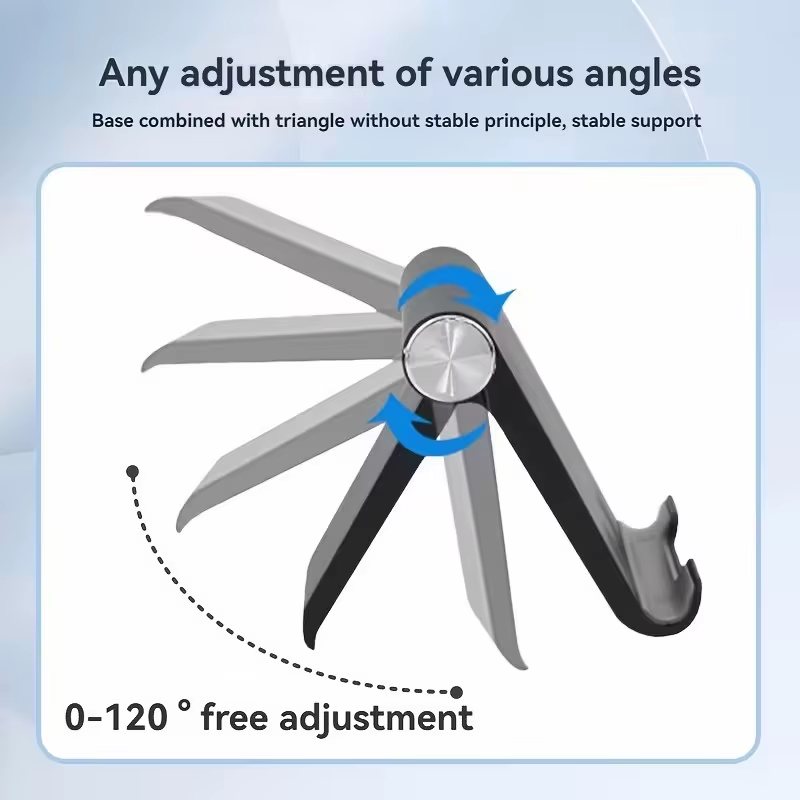 Any adjustment of various angles
Base combined with triangle without stable principle, stable support
0-120 ° free adjustment